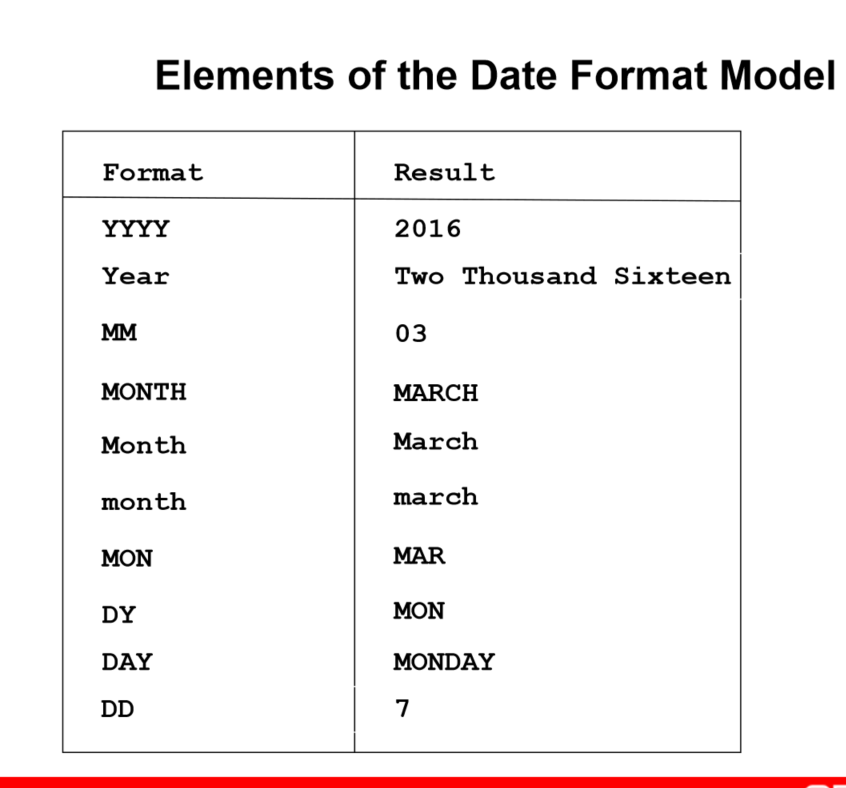 Elements of the Date Format Model
Format Result
YYYY 2016
Year Two Thousand Sixteen
MM 03
MONTH MARCH
Month March
month march
MON MAR
DY MON
DAY MONDAY
DD 7